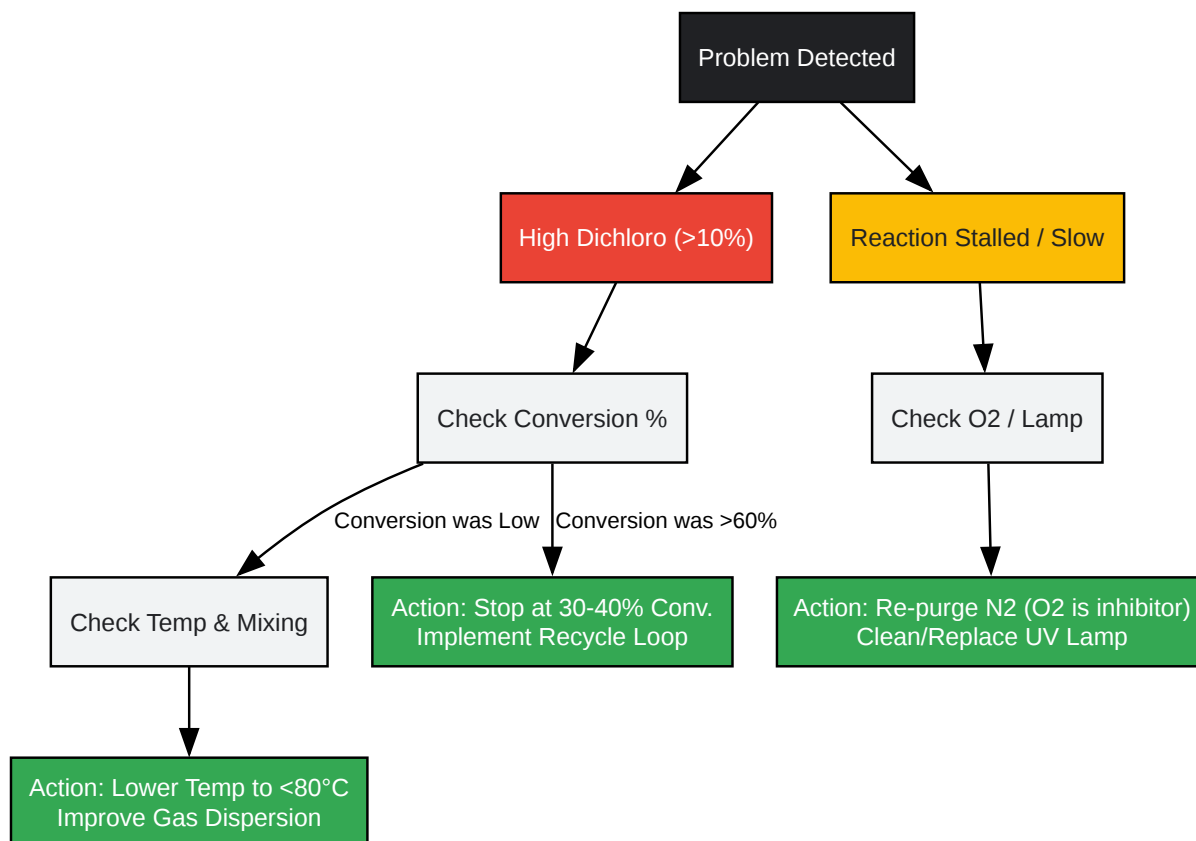 Problem Detected
High Dichloro (>10%)
Reaction Stalled / Slow
Check Conversion %
Check O2 / Lamp
Conversion was Low
Conversion was >60%
Check Temp & Mixing
Action: Stop at 30-40% Conv.
Implement Recycle Loop
Action: Re-purge N2 (O2 is inhibitor)
Clean/Replace UV Lamp
Action: Lower Temp to <80°C
Improve Gas Dispersion